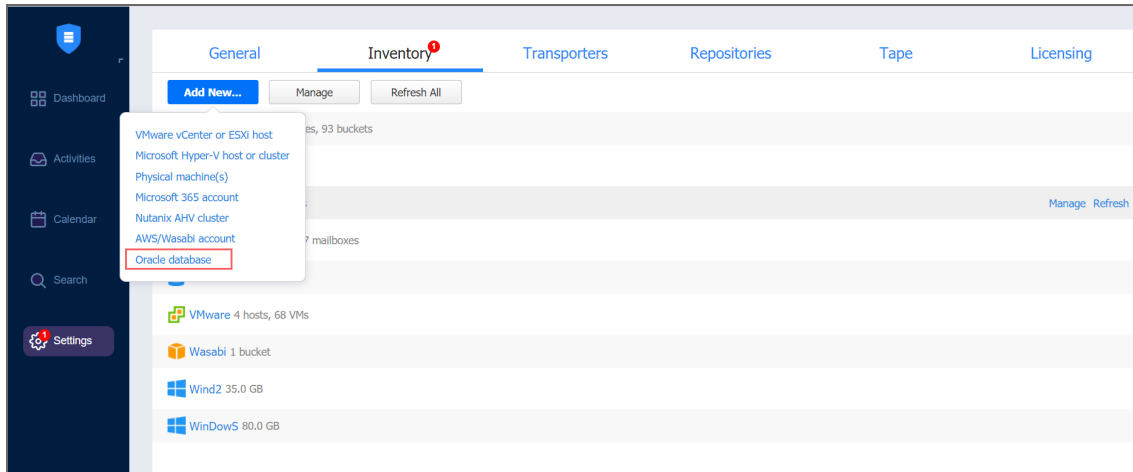 General Inventory 1 Transporters Repositories Tape Licensing
Dashboard
Activities
Calendar
Search
1 Settings
Add New... Manage Refresh All
VMware vCenter or ESXi host
Microsoft Hyper-V host or cluster
Physical machine(s)
Microsoft 365 account
Nutanix AHV cluster
AWS/Wasabi account
Oracle database
93 buckets
Manage Refresh
7 mailboxes
VMware 4 hosts, 68 VMs
Wasabi 1 bucket
Wind2 35.0 GB
WinDowS 80.0 GB